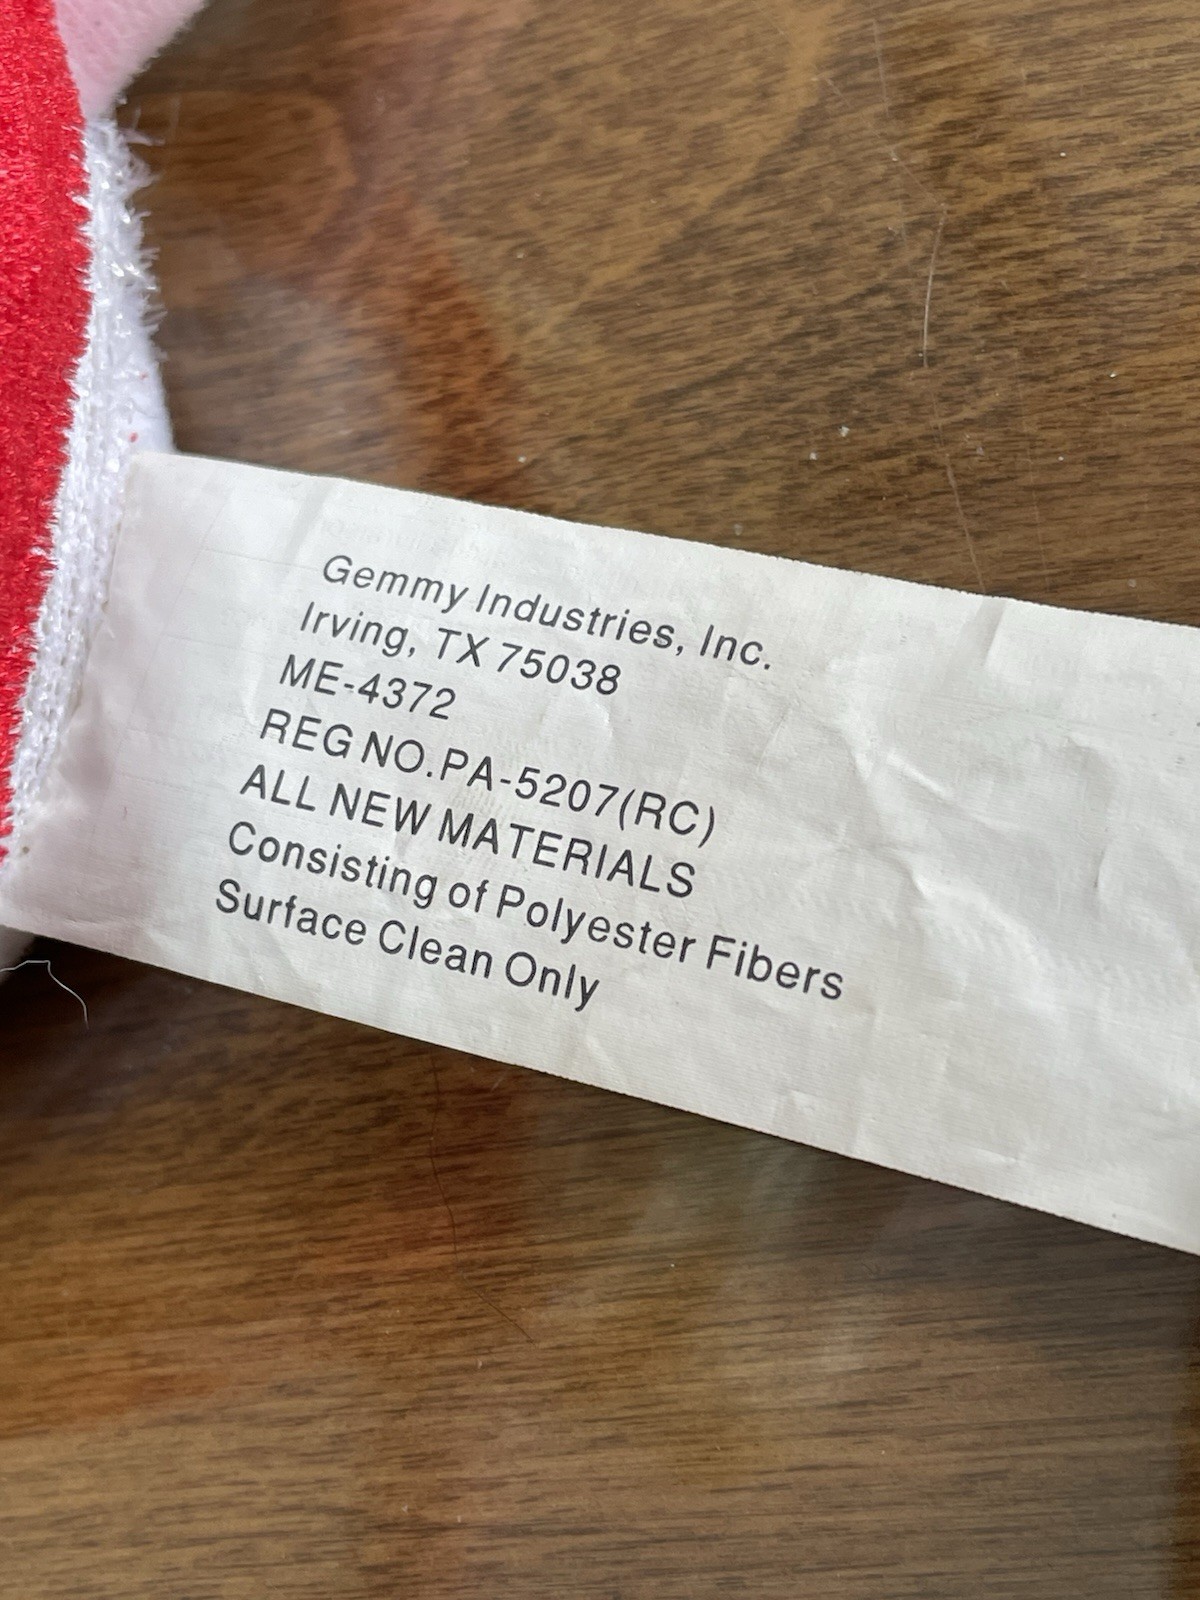 Gemmy Industries, Inc.
Irving, TX 75038
ME-4372
REG NO.PA-5207(RC)
ALL NEW MATERIALS
Consisting of Polyester Fibers
Surface Clean Only